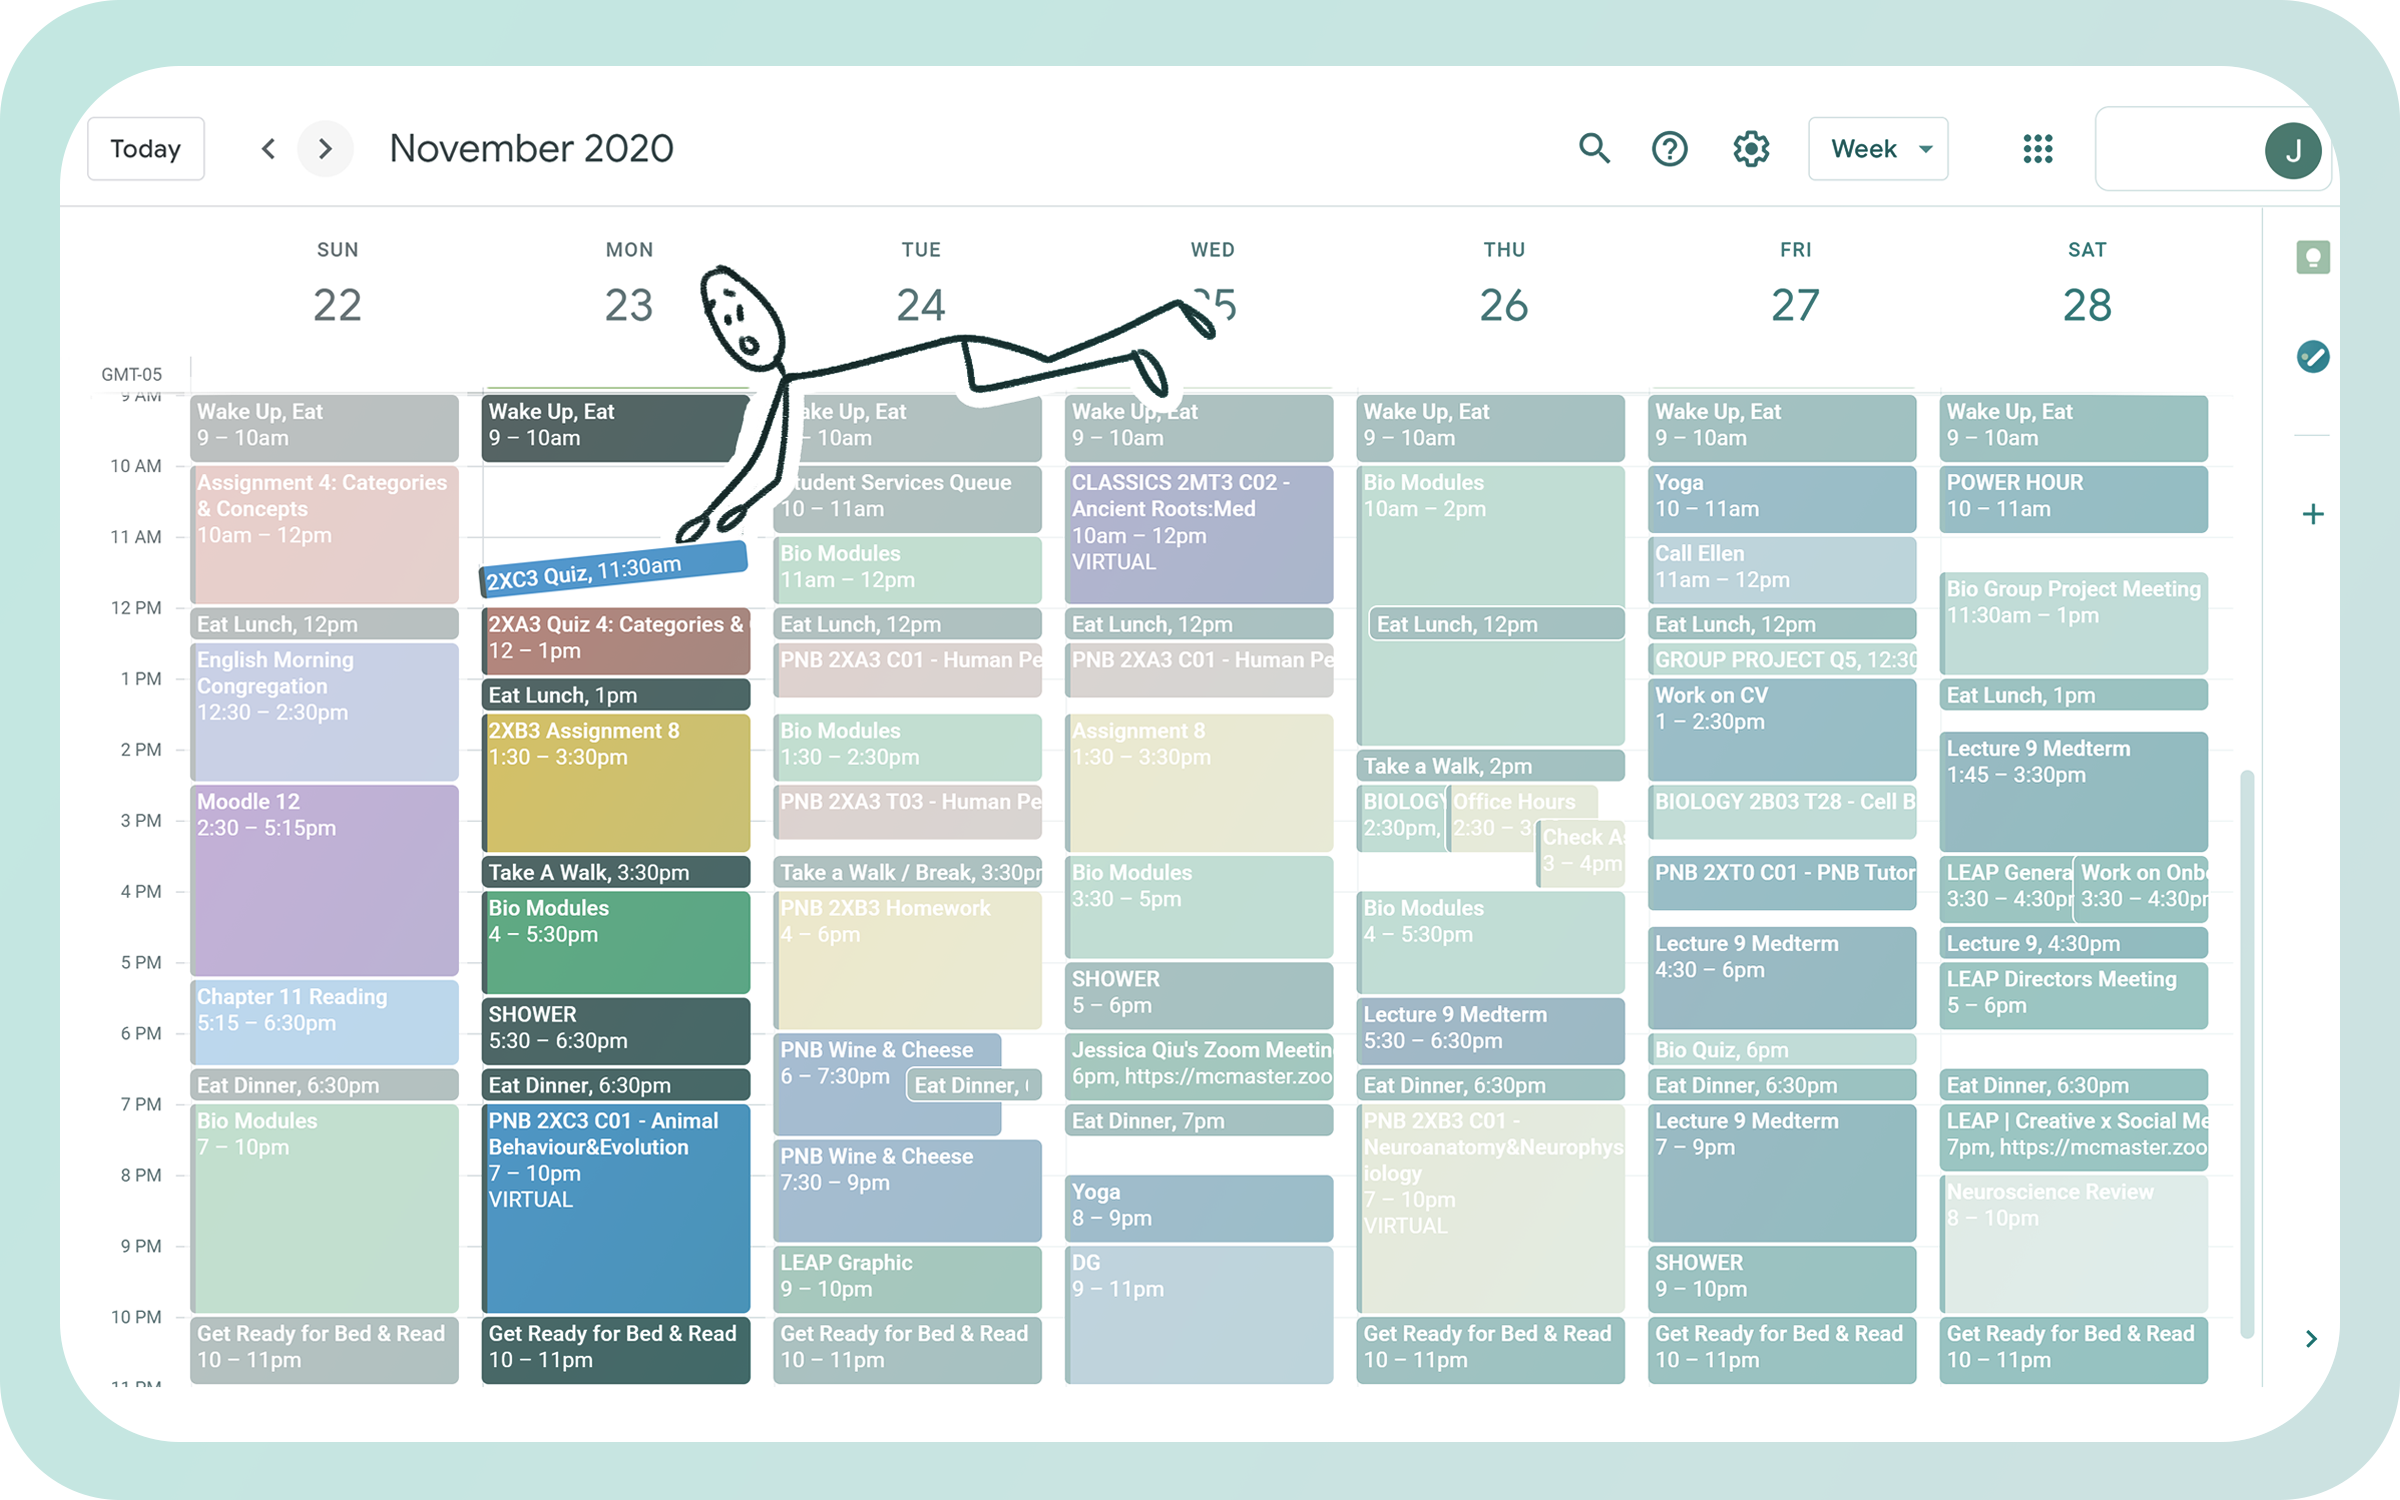 Today
November 2020
Week
J
SUN
22
MON
23
TUE
24
WED
25
THU
26
FRI
27
SAT
28
GMT-05
9 AM
10 AM
11 AM
12 PM
1 PM
2 PM
3 PM
4 PM
5 PM
6 PM
7 PM
8 PM
9 PM
10 PM
11 PM
Wake Up, Eat
9 – 10am
Assignment 4: Categories
& Concepts
10am – 12pm
Eat Lunch, 12pm
English Morning
Congregation
12:30 – 2:30pm
Moodle 12
2:30 – 5:15pm
Chapter 11 Reading
5:15 – 6:30pm
Eat Dinner, 6:30pm
Bio Modules
7 – 10pm
Get Ready for Bed & Read
10 – 11pm
Wake Up, Eat
9 – 10am
2XC3 Quiz, 11:30am
2XA3 Quiz 4: Categories &
12 – 1pm
Eat Lunch, 1pm
2XB3 Assignment 8
1:30 – 3:30pm
Take A Walk, 3:30pm
Bio Modules
4 – 5:30pm
SHOWER
5:30 – 6:30pm
Eat Dinner, 6:30pm
PNB 2XC3 C01 - Animal
Behaviour&Evolution
7 – 10pm
VIRTUAL
Get Ready for Bed & Read
10 – 11pm
ake Up, Eat
– 10am
tudent Services Queue
10 – 11am
Bio Modules
11am – 12pm
Eat Lunch, 12pm
PNB 2XA3 C01 - Human Pe
Bio Modules
1:30 – 2:30pm
PNB 2XA3 T03 - Human Pe
Take a Walk / Break, 3:30pr
PNB 2XB3 Homework
4 – 6pm
PNB Wine & Cheese
6 – 7:30pm
Eat Dinner, (
PNB Wine & Cheese
7:30 – 9pm
LEAP Graphic
9 – 10pm
Get Ready for Bed & Read
10 – 11pm
Wake Up, Eat
9 – 10am
CLASSICS 2MT3 C02 -
Ancient Roots:Med
10am – 12pm
VIRTUAL
Eat Lunch, 12pm
PNB 2XA3 C01 - Human Pe
Assignment 8
1:30 – 3:30pm
Bio Modules
3:30 – 5pm
SHOWER
5 – 6pm
Jessica Qiu's Zoom Meetin
6pm, https://mcmaster.zoo
Eat Dinner, 7pm
Yoga
8 – 9pm
DG
9 – 11pm
Wake Up, Eat
9 – 10am
Bio Modules
10am – 2pm
Eat Lunch, 12pm
Take a Walk, 2pm
BIOLOGY
2:30pm,
Office Hours
2:30 – 3:
Check As
3 – 4pm
Bio Modules
4 – 5:30pm
Lecture 9 Medterm
5:30 – 6:30pm
Eat Dinner, 6:30pm
PNB 2XB3 C01 -
Neuroanatomy&Neurophys
iology
7 – 10pm
VIRTUAL
Get Ready for Bed & Read
10 – 11pm
Wake Up, Eat
9 – 10am
Yoga
10 – 11am
Call Ellen
11am – 12pm
Eat Lunch, 12pm
GROUP PROJECT Q5, 12:30
Work on CV
1 – 2:30pm
BIOLOGY 2B03 T28 - Cell B
PNB 2XT0 C01 - PNB Tutor
Lecture 9 Medterm
4:30 – 6pm
Bio Quiz, 6pm
Eat Dinner, 6:30pm
Lecture 9 Medterm
7 – 9pm
SHOWER
9 – 10pm
Get Ready for Bed & Read
10 – 11pm
Wake Up, Eat
9 – 10am
POWER HOUR
10 – 11am
Bio Group Project Meeting
11:30am – 1pm
Eat Lunch, 1pm
Lecture 9 Medterm
1:45 – 3:30pm
LEAP Genera
3:30 – 4:30pr
Work on Onb
3:30 – 4:30pr
Lecture 9, 4:30pm
LEAP Directors Meeting
5 – 6pm
Eat Dinner, 6:30pm
LEAP | Creative x Social Me
7pm, https://mcmaster.zoo
Neuroscience Review
8 – 10pm
Get Ready for Bed & Read
10 – 11pm